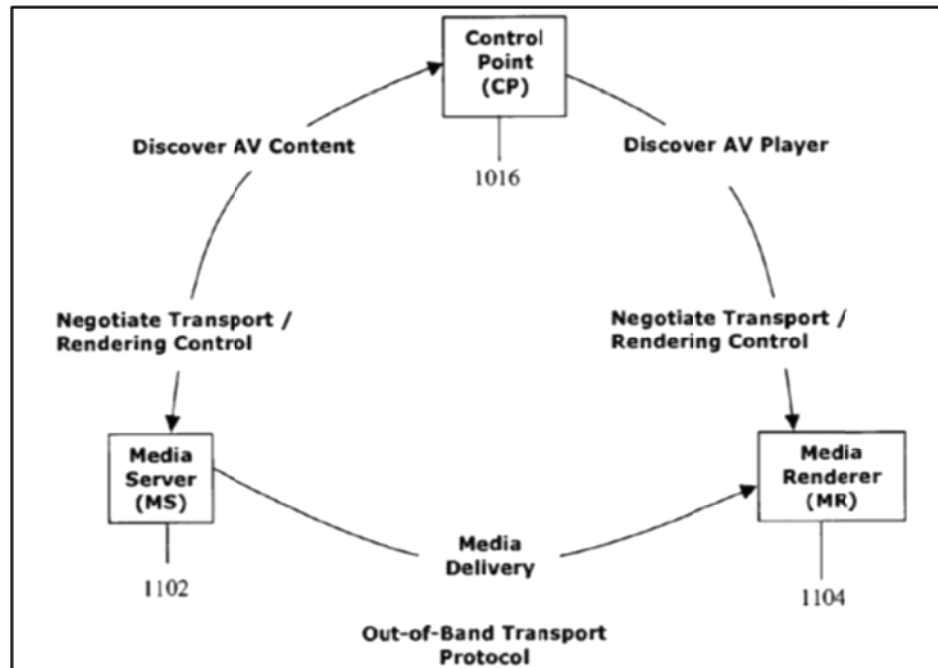 Control
Point
(CP)
Discover AV Content
Discover AV Player
1016
Negotiate Transport /
Rendering Control
Negotiate Transport /
Rendering Control
Media
Server
(MS)
Media
Renderer
(MR)
Media
Delivery
1102
1104
Out-of-Band Transport
Protocol